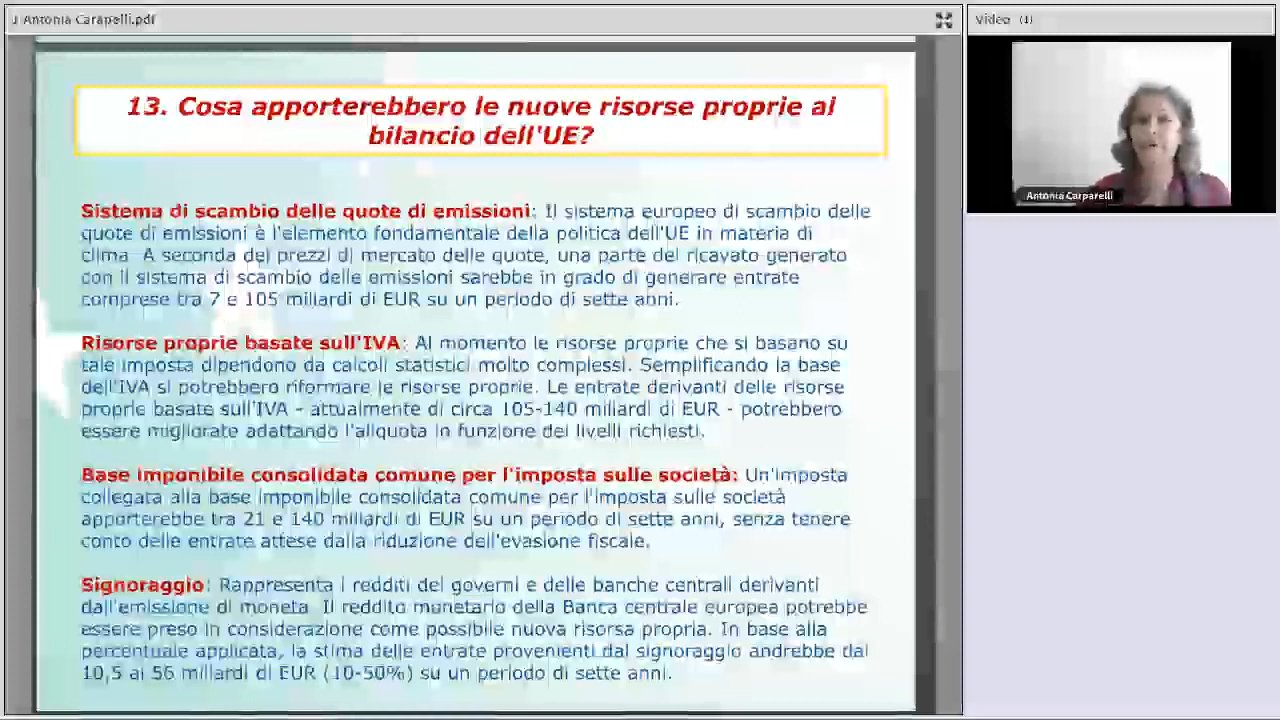 J Antonia Carapelli.pdf
Video (1)
13. Cosa apporterebbero le nuove risorse proprie al
bilancio dell'UE?
Sistema di scambio delle quote di emissioni: Il sistema europeo di scambio delle
quote di emissioni è l'elemento fondamentale della politica dell'UE in materia di
clima. A seconda dei prezzi di mercato delle quote, una parte del ricavato generato
con il sistema di scambio delle emissioni sarebbe in grado di generare entrate
comprese tra 7 e 105 miliardi di EUR su un periodo di sette anni.
Risorse proprie basate sull'IVA: Al momento le risorse proprie che si basano su
tale imposta dipendono da calcoli statistici molto complessi. Semplificando la base
dell'IVA si potrebbero riformare le risorse proprie. Le entrate derivanti delle risorse
proprie basate sull'IVA - attualmente di circa 105-140 miliardi di EUR - potrebbero
essere migliorate adattando l'aliquota in funzione dei livelli richiesti.
Base imponibile consolidata comune per l'imposta sulle società: Un'imposta
collegata alla base imponibile consolidata comune per l'imposta sulle società
apporterebbe tra 21 e 140 miliardi di EUR su un periodo di sette anni, senza tenere
conto delle entrate attese dalla riduzione dell'evasione fiscale.
Signoraggio: Rappresenta i redditi dei governi e delle banche centrali derivanti
dall'emissione di moneta. Il reddito monetario della Banca centrale europea potrebbe
essere preso in considerazione come possibile nuova risorsa propria. In base alla
percentuale applicata, la stima delle entrate provenienti dal signoraggio andrebbe dai
10,5 ai 56 miliardi di EUR (10-50%) su un periodo di sette anni.
Antonia Carparelli